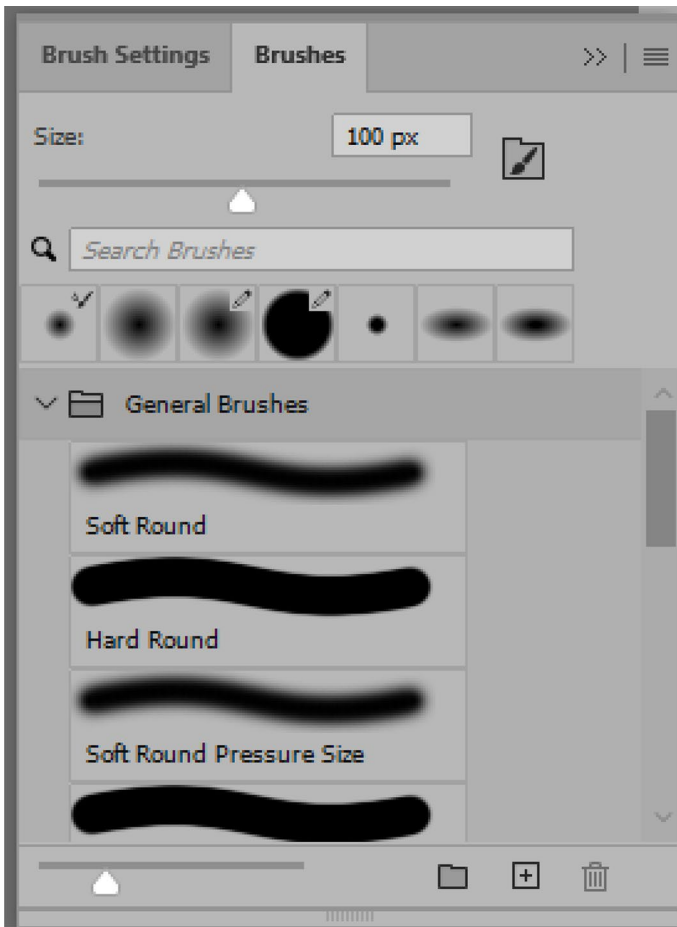 Brush Settings Brushes
Size: 100 px
Search Brushes
General Brushes
Soft Round
Hard Round
Soft Round Pressure Size